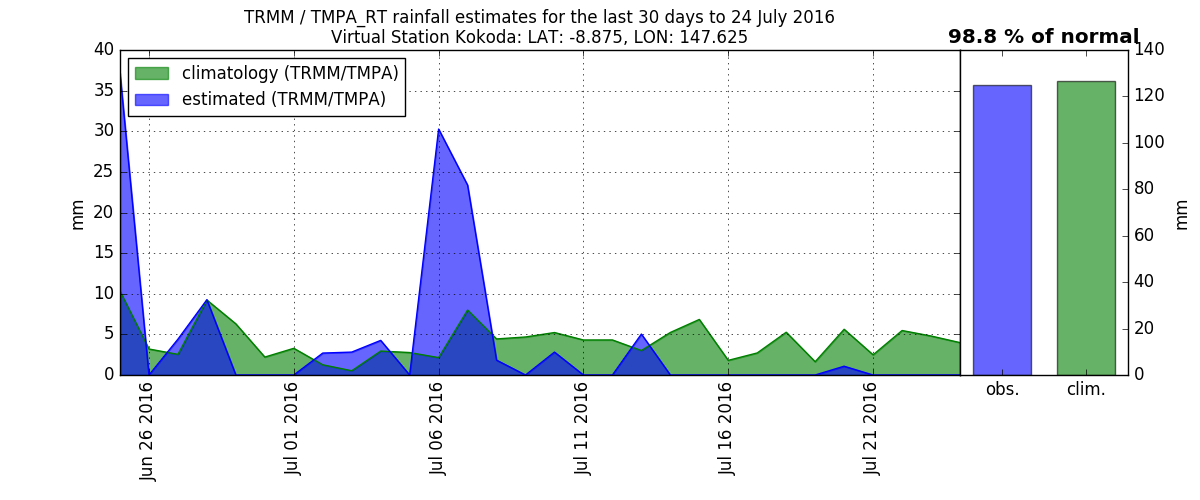 TRMM / TMPA_RT rainfall estimates for the last 30 days to 24 July 2016
Virtual Station Kokoda: LAT: -8.875, LON: 147.625
98.8 % of normal
climatology (TRMM/TMPA)
estimated (TRMM/TMPA)
40
35
30
25
20
15
10
5
0
mm
Jun 26 2016
Jul 01 2016
Jul 06 2016
Jul 11 2016
Jul 16 2016
Jul 21 2016
140
120
100
80
60
40
20
0
mm
obs.
clim.